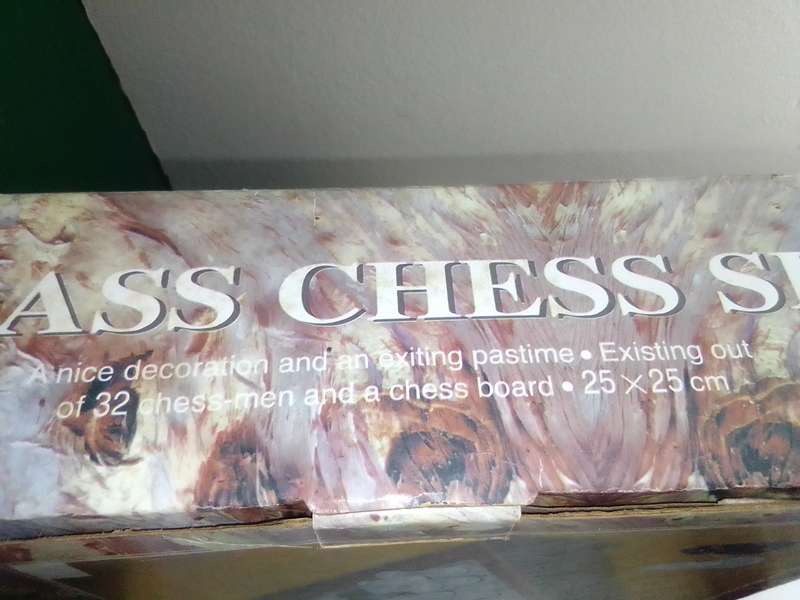 ASS CHESS SE
A nice decoration and an exiting pastime • Existing out
of 32 chess-men and a chess board • 25 × 25 cm